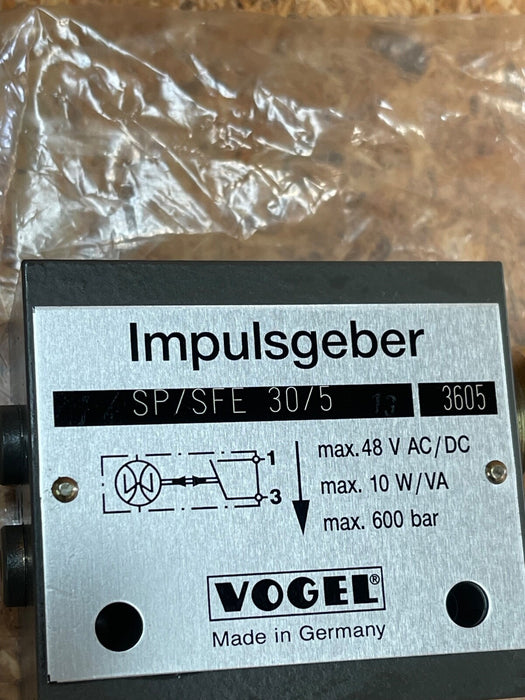 Impulsgeber
SP/SFE 30/5 3605
1
3
max. 48 V AC/DC
max. 10 W/VA
max. 600 bar
VOGEL®
Made in Germany